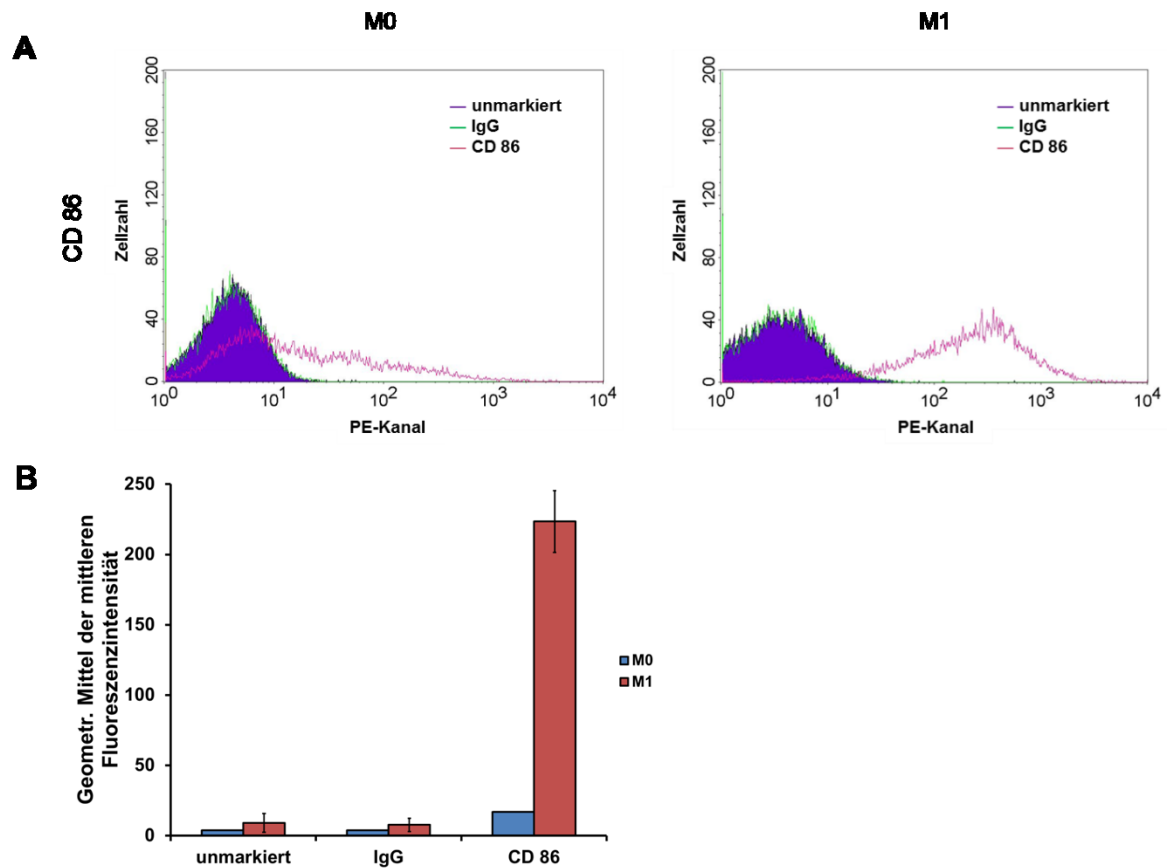 M0
M1
A
CD 86
200
160
120
80
40
0
Zellzahl
unmarkiert
IgG
CD 86
10⁰
10¹
10²
10³
10⁴
PE-Kanal
200
160
120
80
40
0
Zellzahl
unmarkiert
IgG
CD 86
10⁰
10¹
10²
10³
10⁴
PE-Kanal
B
Geometr. Mittel der mittleren
Fluoreszenzintensität
250
200
150
100
50
0
unmarkiert
IgG
CD 86
M0
M1